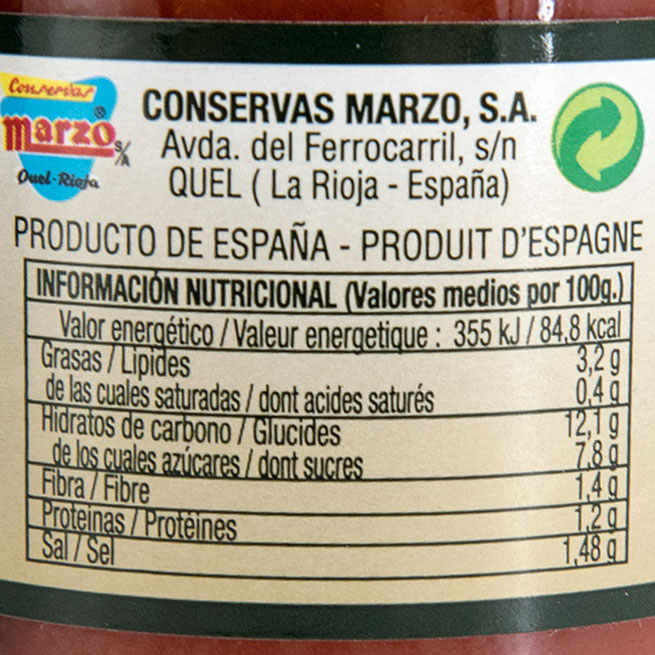 Conservas
marzo® S/A
Quel-Rioja
CONSERVAS MARZO, S.A.
Avda. del Ferrocarril, s/n
QUEL ( La Rioja - España)
PRODUCTO DE ESPAÑA - PRODUIT D'ESPAGNE
INFORMACIÓN NUTRICIONAL (Valores medios por 100g.)
Valor energético / Valeur energetique : 355 kJ / 84,8 kcal
Grasas / Lipides 3,2 g
de las cuales saturadas / dont acides saturés 0,4 g
Hidratos de carbono / Glucides 12,1 g
de los cuales azúcares / dont sucres 7,8 g
Fibra / Fibre 1,4 g
Proteinas / Protéines 1,2 g
Sal / Sel 1,48 g